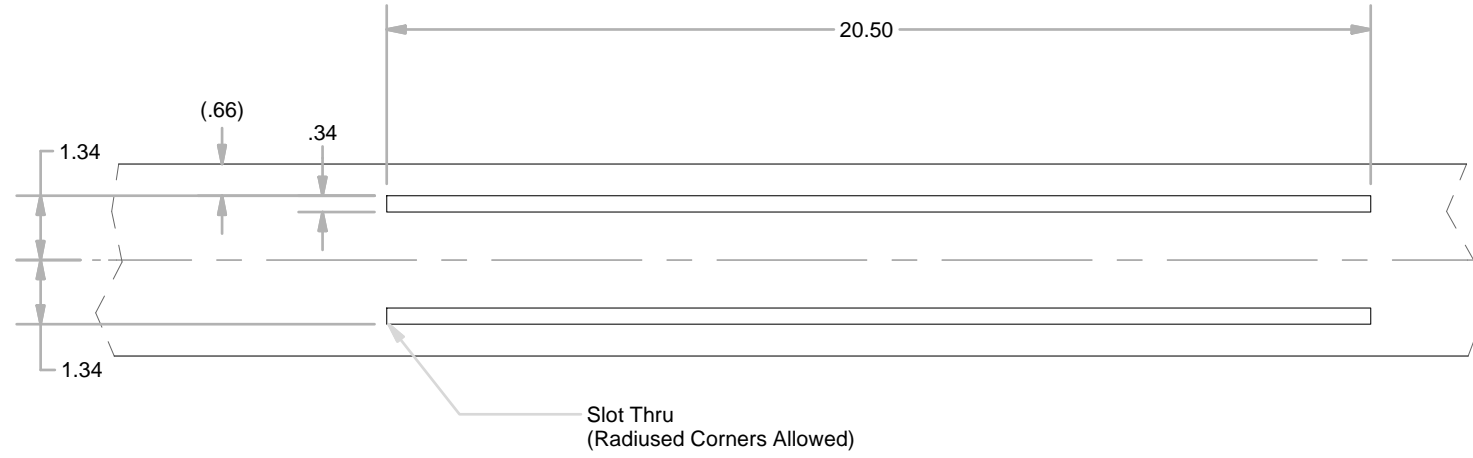 20.50
(.66)
.34
1.34
1.34
Slot Thru
(Radiused Corners Allowed)